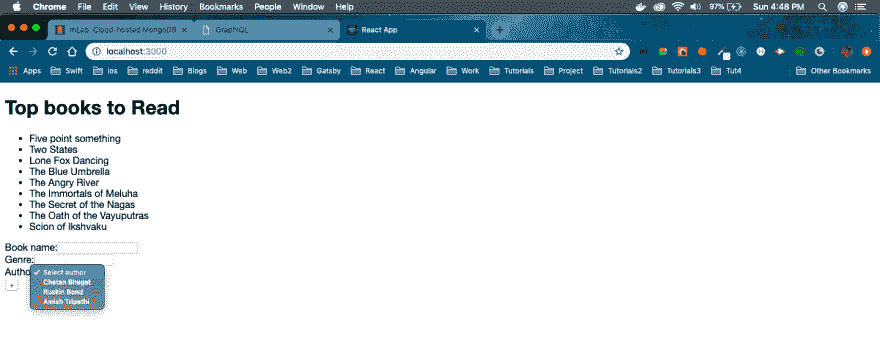 Chrome File Edit View History Bookmarks People Window Help 97% Sun 4:48 PM
mLab: Cloud-hosted MongoDB GraphiQL React App
localhost:3000
Apps Swift ios reddit Blogs Web Web2 Gatsby React Angular Work Tutorials Project Tutorials2 Tutorials3 Tut4 Other Bookmarks
Top books to Read
Five point something
Two States
Lone Fox Dancing
The Blue Umbrella
The Angry River
The Immortals of Meluha
The Secret of the Nagas
The Oath of the Vayuputras
Scion of Ikshvaku
Book name:
Genre:
Autho ✓ Select author
Chetan Bhagat
Ruskin Bond
Amish Tripathi
+